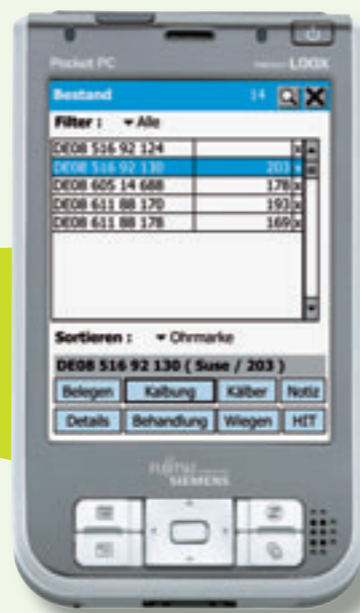 Pocket PC LOOX
Bestand 14
Filter : Alle
DE08 516 92 124 x
DE08 516 92 130 203 x
DE08 605 14 688 178 x
DE08 611 88 170 193 x
DE08 611 88 178 169 x
Sortieren : Ohrmarke
DE08 516 92 130 ( Suse / 203 )
Belegen Kalbung Kälber Notiz
Details Behandlung Wiegen HIT
FUJITSU
SIEMENS